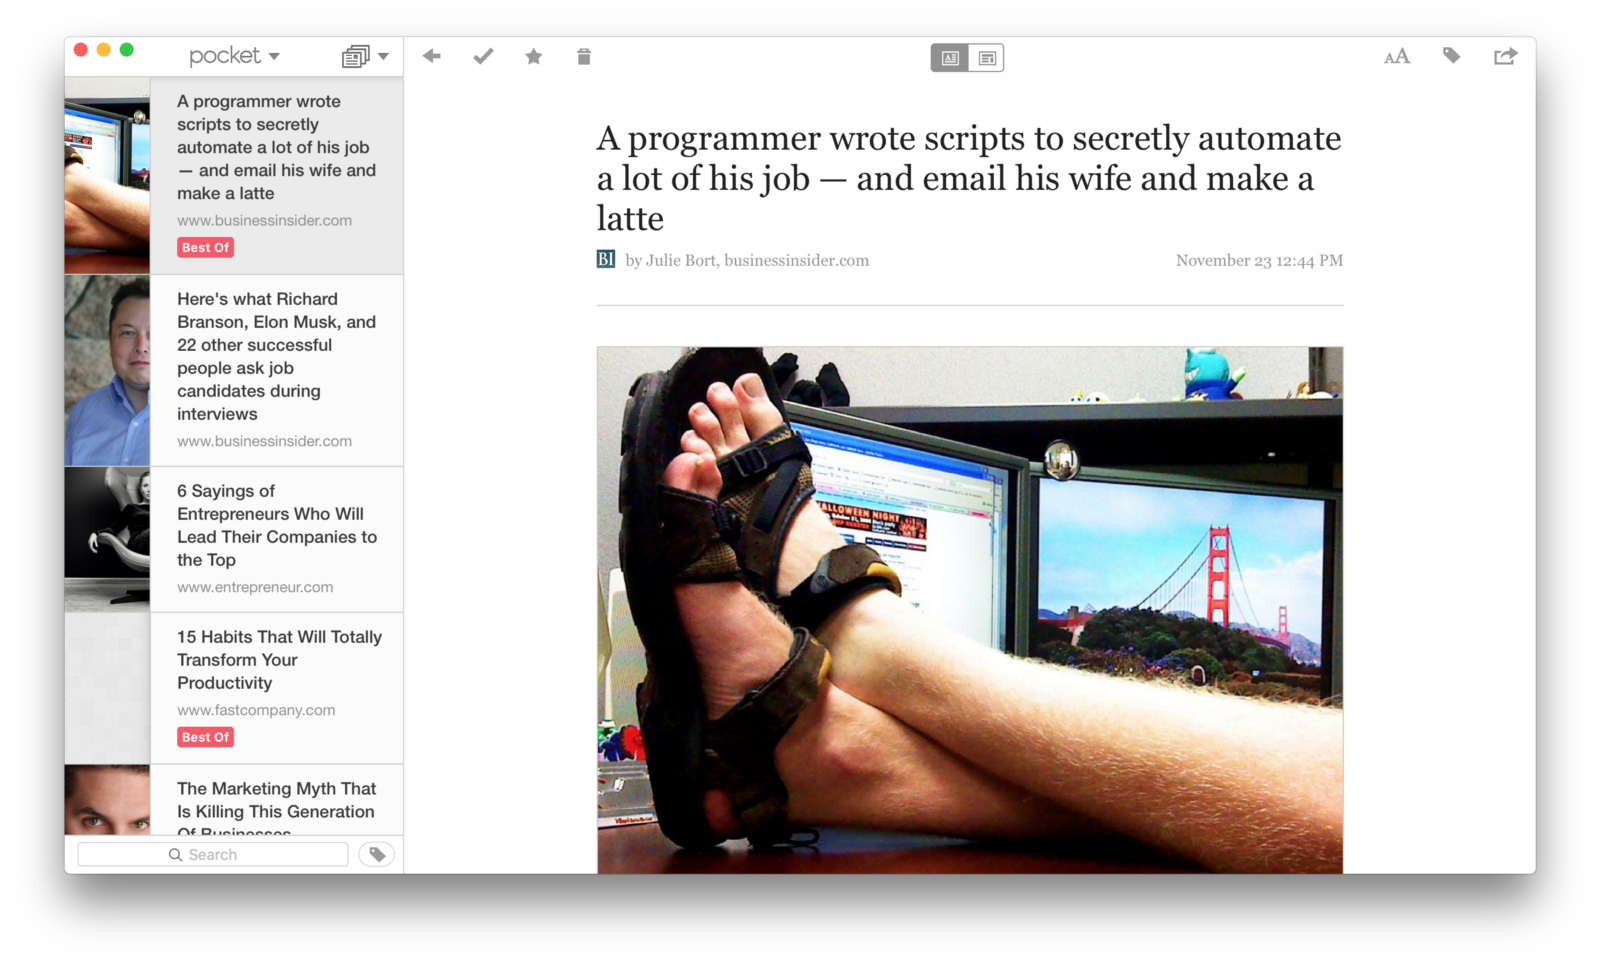 pocket
A programmer wrote
scripts to secretly
automate a lot of his job
— and email his wife and
make a latte
www.businessinsider.com
Best Of
Here's what Richard
Branson, Elon Musk, and
22 other successful
people ask job
candidates during
interviews
www.businessinsider.com
6 Sayings of
Entrepreneurs Who Will
Lead Their Companies to
the Top
www.entrepreneur.com
15 Habits That Will Totally
Transform Your
Productivity
www.fastcompany.com
Best Of
The Marketing Myth That
Is Killing This Generation
Of Businesses
Search
AA
A programmer wrote scripts to secretly automate
a lot of his job — and email his wife and make a
latte
BI by Julie Bort, businessinsider.com
November 23 12:44 PM
HALLOWEEN NIGHT